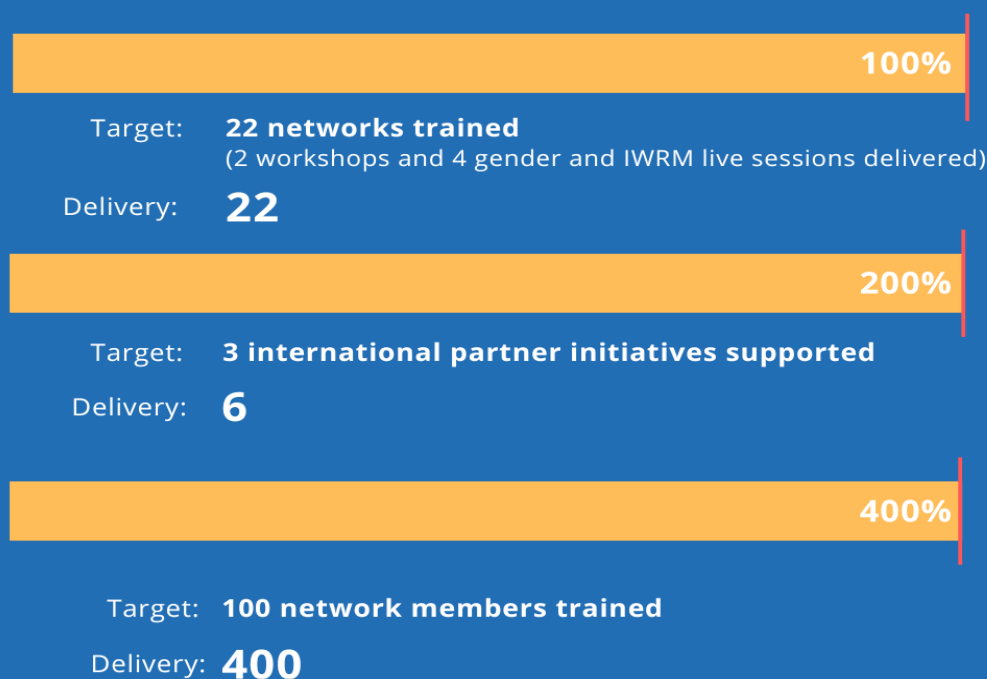 100%
Target: 22 networks trained
(2 workshops and 4 gender and IWRM live sessions delivered)
Delivery: 22
200%
Target: 3 international partner initiatives supported
Delivery: 6
400%
Target: 100 network members trained
Delivery: 400